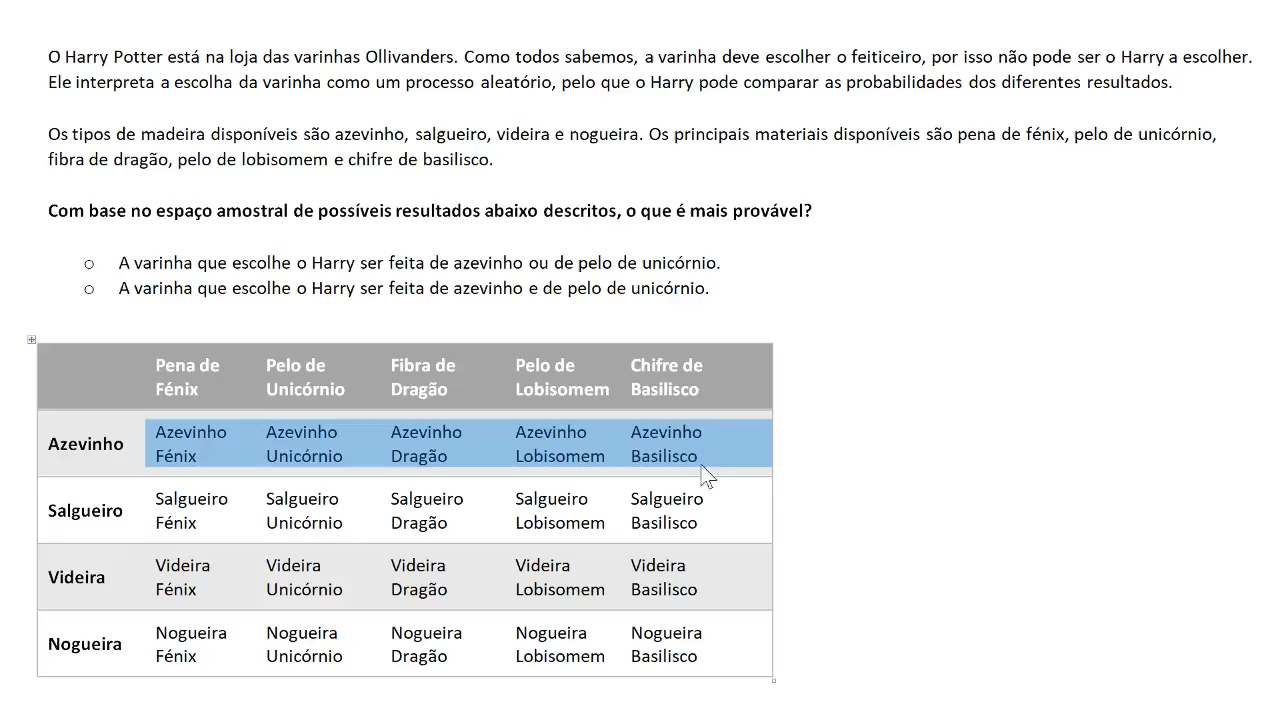 O Harry Potter está na loja das varinhas Ollivanders. Como todos sabemos, a varinha deve escolher o feiticeiro, por isso não pode ser o Harry a escolher.
Ele interpreta a escolha da varinha como um processo aleatório, pelo que o Harry pode comparar as probabilidades dos diferentes resultados.
Os tipos de madeira disponíveis são azevinho, salgueiro, videira e nogueira. Os principais materiais disponíveis são pena de fénix, pelo de unicórnio,
fibra de dragão, pelo de lobisomem e chifre de basilisco.
Com base no espaço amostral de possíveis resultados abaixo descritos, o que é mais provável?
o A varinha que escolhe o Harry ser feita de azevinho ou de pelo de unicórnio.
o A varinha que escolhe o Harry ser feita de azevinho e de pelo de unicórnio.
Pena de Pelo de Fibra de Pelo de Chifre de
Fénix Unicórnio Dragão Lobisomem Basilisco
Azevinho
Azevinho Azevinho Azevinho Azevinho Azevinho
Fénix Unicórnio Dragão Lobisomem Basilisco
Salgueiro
Salgueiro Salgueiro Salgueiro Salgueiro Salgueiro
Fénix Unicórnio Dragão Lobisomem Basilisco
Videira
Videira Videira Videira Videira Videira
Fénix Unicórnio Dragão Lobisomem Basilisco
Nogueira
Nogueira Nogueira Nogueira Nogueira Nogueira
Fénix Unicórnio Dragão Lobisomem Basilisco